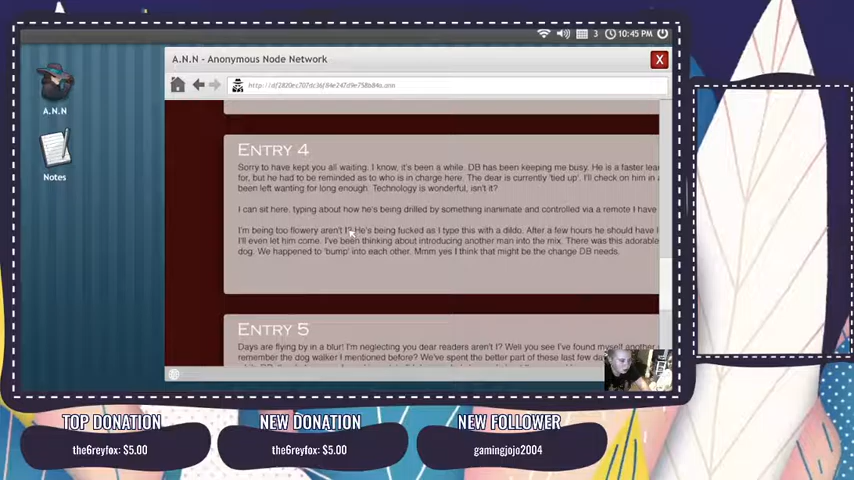 3 10:45 PM
A.N.N - Anonymous Node Network
X
http://df2820ec707dc36f84e247d9e758b84a.ann
A.N.N
Notes
ENTRY 4
Sorry to have kept you all waiting. I know, it's been a while. DB has been keeping me busy. He is a faster lear
for, but he had to be reminded as to who is in charge here. The dear is currently 'tied up'. I'll check on him in a
been left wanting for long enough. Technology is wonderful, isn't it?
I can sit here, typing about how he's being drilled by something inanimate and controlled via a remote I have
I'm being too flowery aren't I? He's being fucked as I type this with a dildo. After a few hours he should have l
I'll even let him come. I've been thinking about introducing another man into the mix. There was this adorable
dog. We happened to 'bump' into each other. Mmm yes I think that might be the change DB needs.
ENTRY 5
Days are flying by in a blur! I'm neglecting you dear readers aren't I? Well you see I've found myself another
remember the dog walker I mentioned before? We've spent the better part of these last few da
TOP DONATION
NEW DONATION
NEW FOLLOWER
the6reyfox: $5.00
the6reyfox: $5.00
gamingjojo2004